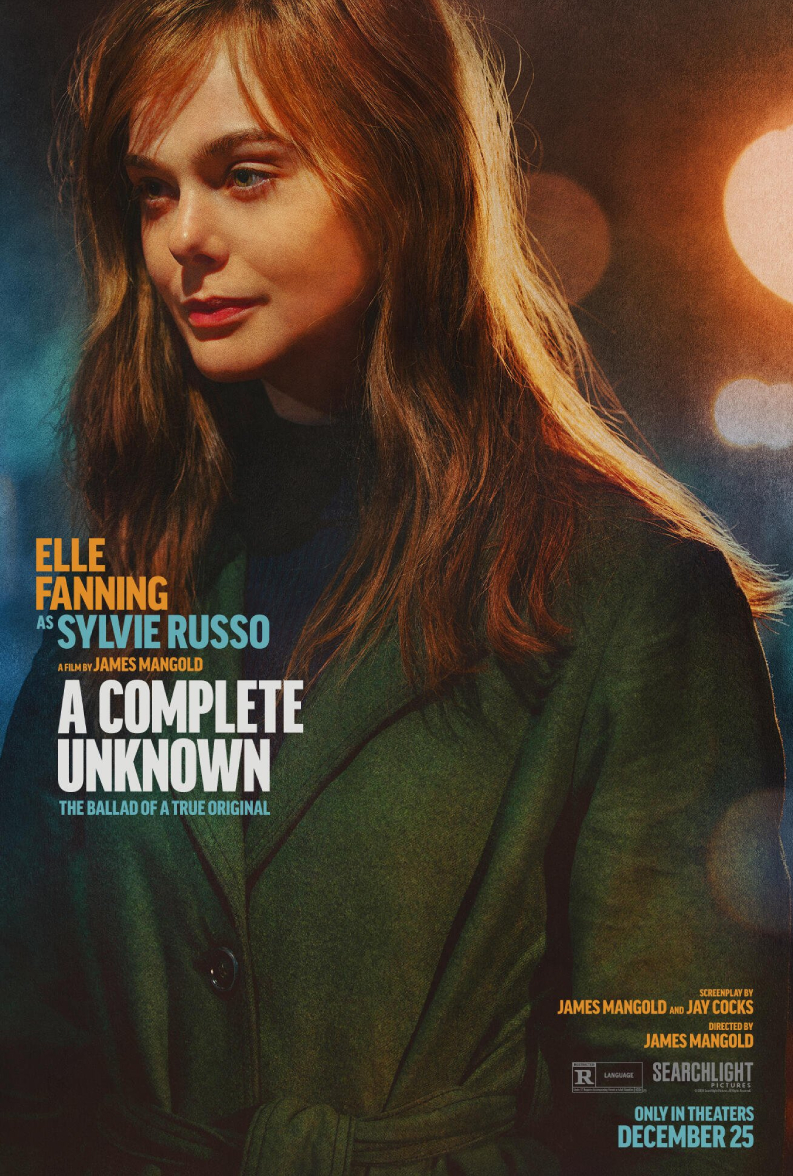 ELLE
FANNING
AS SYLVIE RUSSO
A FILM BY JAMES MANGOLD
A COMPLETE
UNKNOWN
THE BALLAD OF A TRUE ORIGINAL
SCREENPLAY BY
JAMES MANGOLD AND JAY COCKS
DIRECTED BY
JAMES MANGOLD
R LANGUAGE
SEARCHLIGHT
PICTURES
ONLY IN THEATERS
DECEMBER 25